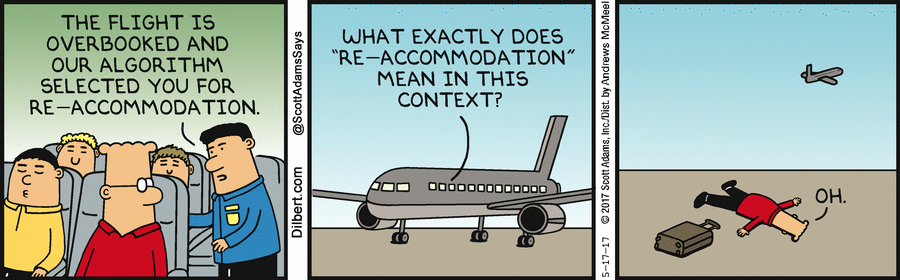 THE FLIGHT IS
OVERBOOKED AND
OUR ALGORITHM
SELECTED YOU FOR
RE-ACCOMMODATION.
Dilbert.com @ScottAdamsSays
WHAT EXACTLY DOES
"RE-ACCOMMODATION"
MEAN IN THIS
CONTEXT?
5-17-17 © 2017 Scott Adams, Inc./Dist. by Andrews McMeel
OH.